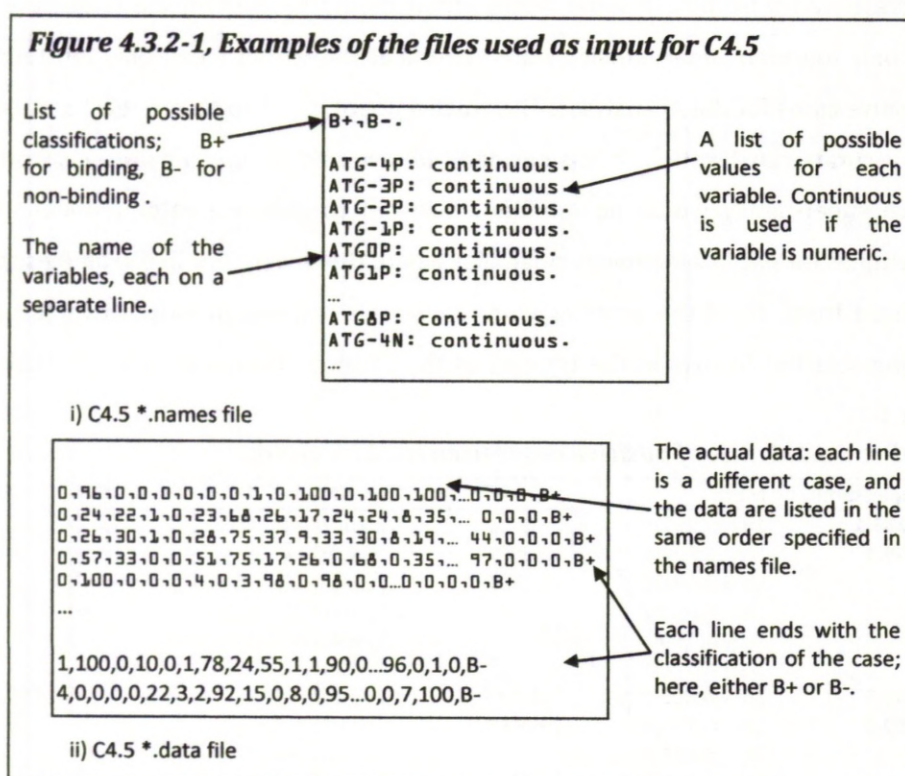 Figure 4.3.2-1, Examples of the files used as input for C4.5
List of possible
classifications; B+
for binding, B- for
non-binding.
The name of the
variables, each on a
separate line.
B+,B-.
ATG-4P: continuous.
ATG-3P: continuous.
ATG-2P: continuous.
ATG-1P: continuous.
ATG0P: continuous.
ATG1P: continuous.
...
ATG8P: continuous.
ATG-4N: continuous.
...
A list of possible
values for each
variable. Continuous
is used if the
variable is numeric.
i) C4.5 *.names file
0,96,0,0,0,0,0,1,0,100,0,100,100,...0,0,0,B+
0,24,22,1,0,23,68,26,17,24,24,8,35,... 0,0,0,B+
0,26,30,1,0,28,75,37,9,33,30,8,19,... 44,0,0,0,B+
0,57,33,0,0,51,75,17,26,0,68,0,35,... 97,0,0,0,B+
0,100,0,0,0,4,0,3,98,0,98,0,0...0,0,0,0,B+
...
1,100,0,10,0,1,78,24,55,1,1,90,0...96,0,1,0,B-
4,0,0,0,0,22,3,2,92,15,0,8,0,95...0,0,7,100,B-
The actual data: each line
is a different case, and
the data are listed in the
same order specified in
the names file.
Each line ends with the
classification of the case;
here, either B+ or B-.
ii) C4.5 *.data file